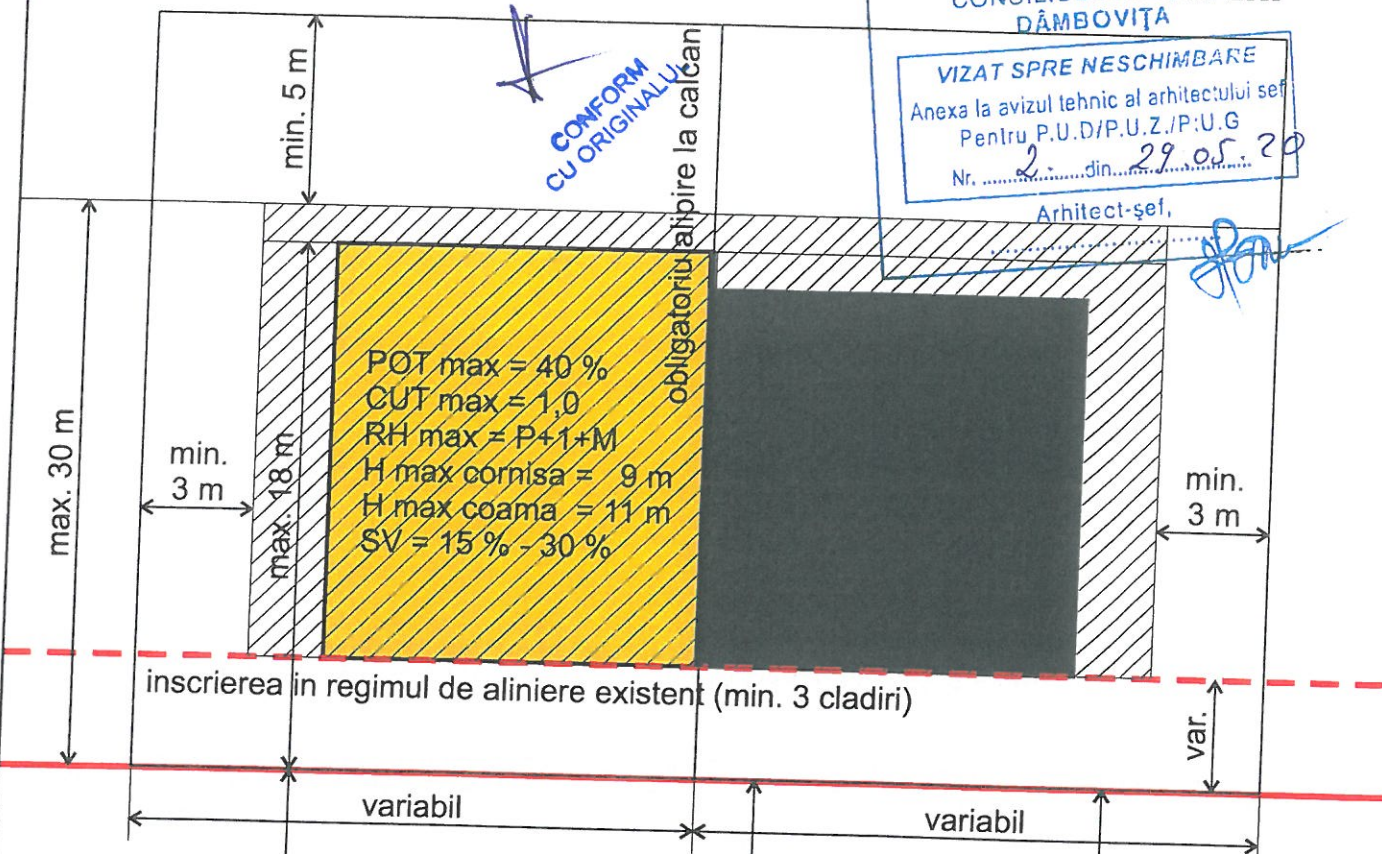 DÂMBOVIȚA
VIZAT SPRE NESCHIMBARE
Anexa la avizul tehnic al arhitectului șef
Pentru P.U.D/P.U.Z./P.U.G
Nr. 2. din 29.05.20
Arhitect-șef,
CONFORM
CU ORIGINALUL
min. 5 m
obligatoriu alipire la calcan
max. 30 m
min.
3 m
max. 18 m
POT max = 40 %
CUT max = 1,0
RH max = P+1+M
H max cornisa = 9 m
H max coama = 11 m
SV = 15 % - 30 %
min.
3 m
inscrierea in regimul de aliniere existent (min. 3 cladiri)
var.
variabil
variabil